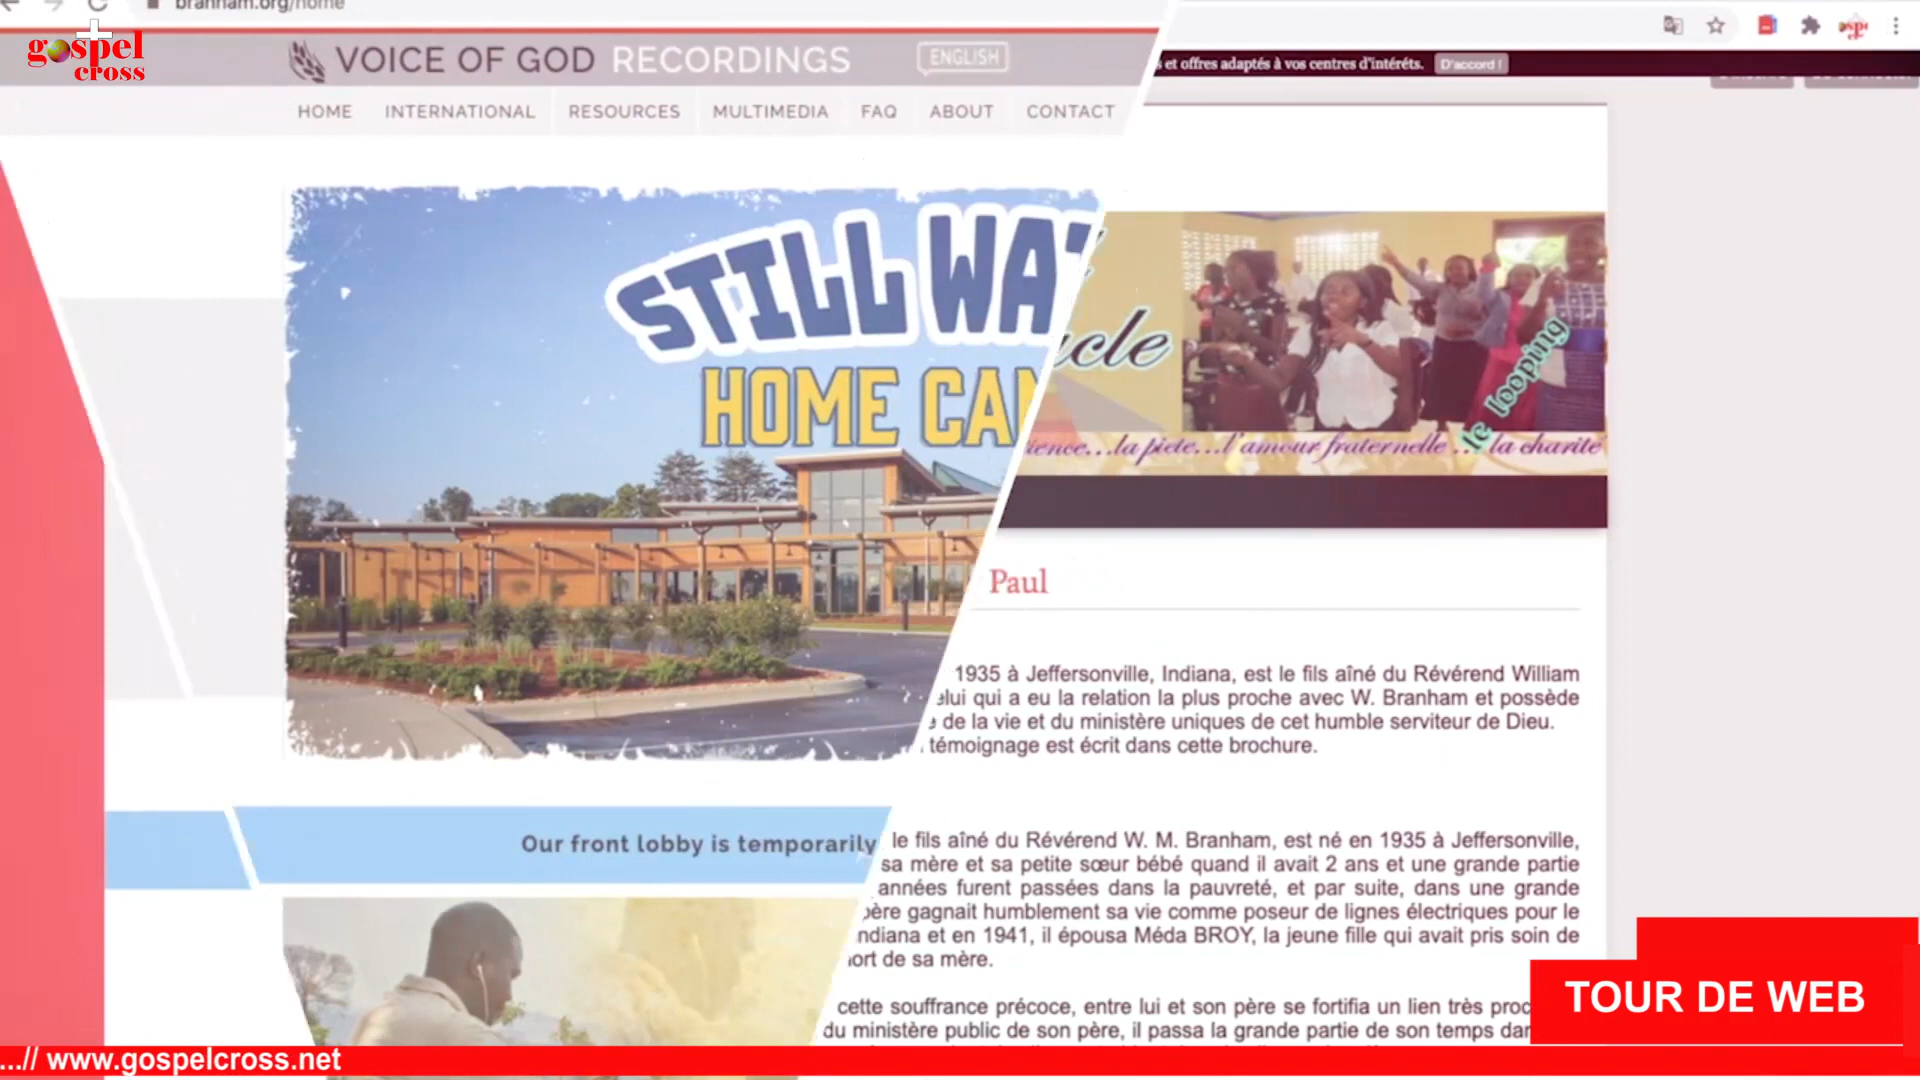 branham.org/home
gospel
cross
VOICE OF GOD RECORDINGS
ENGLISH
et offres adaptés à vos centres d'intérêts.
D'accord !
HOME
INTERNATIONAL
RESOURCES
MULTIMEDIA
FAQ
ABOUT
CONTACT
STILL WAT
HOME CAM
le looping
...la piete...l'amour fraternelle ... la charité
Paul
1935 à Jeffersonville, Indiana, est le fils aîné du Révérend William
qui a eu la relation la plus proche avec W. Branham et possède
de la vie et du ministère uniques de cet humble serviteur de Dieu.
témoignage est écrit dans cette brochure.
Our front lobby is temporarily
le fils aîné du Révérend W. M. Branham, est né en 1935 à Jeffersonville,
sa mère et sa petite sœur bébé quand il avait 2 ans et une grande partie
années furent passées dans la pauvreté, et par suite, dans une grande
père gagnait humblement sa vie comme poseur de lignes électriques pour le
Indiana et en 1941, il épousa Méda BROY, la jeune fille qui avait pris soin de
mort de sa mère.
cette souffrance précoce, entre lui et son père se fortifia un lien très
du ministère public de son père, il passa la grande partie de son temps
TOUR DE WEB
...// www.gospelcross.net